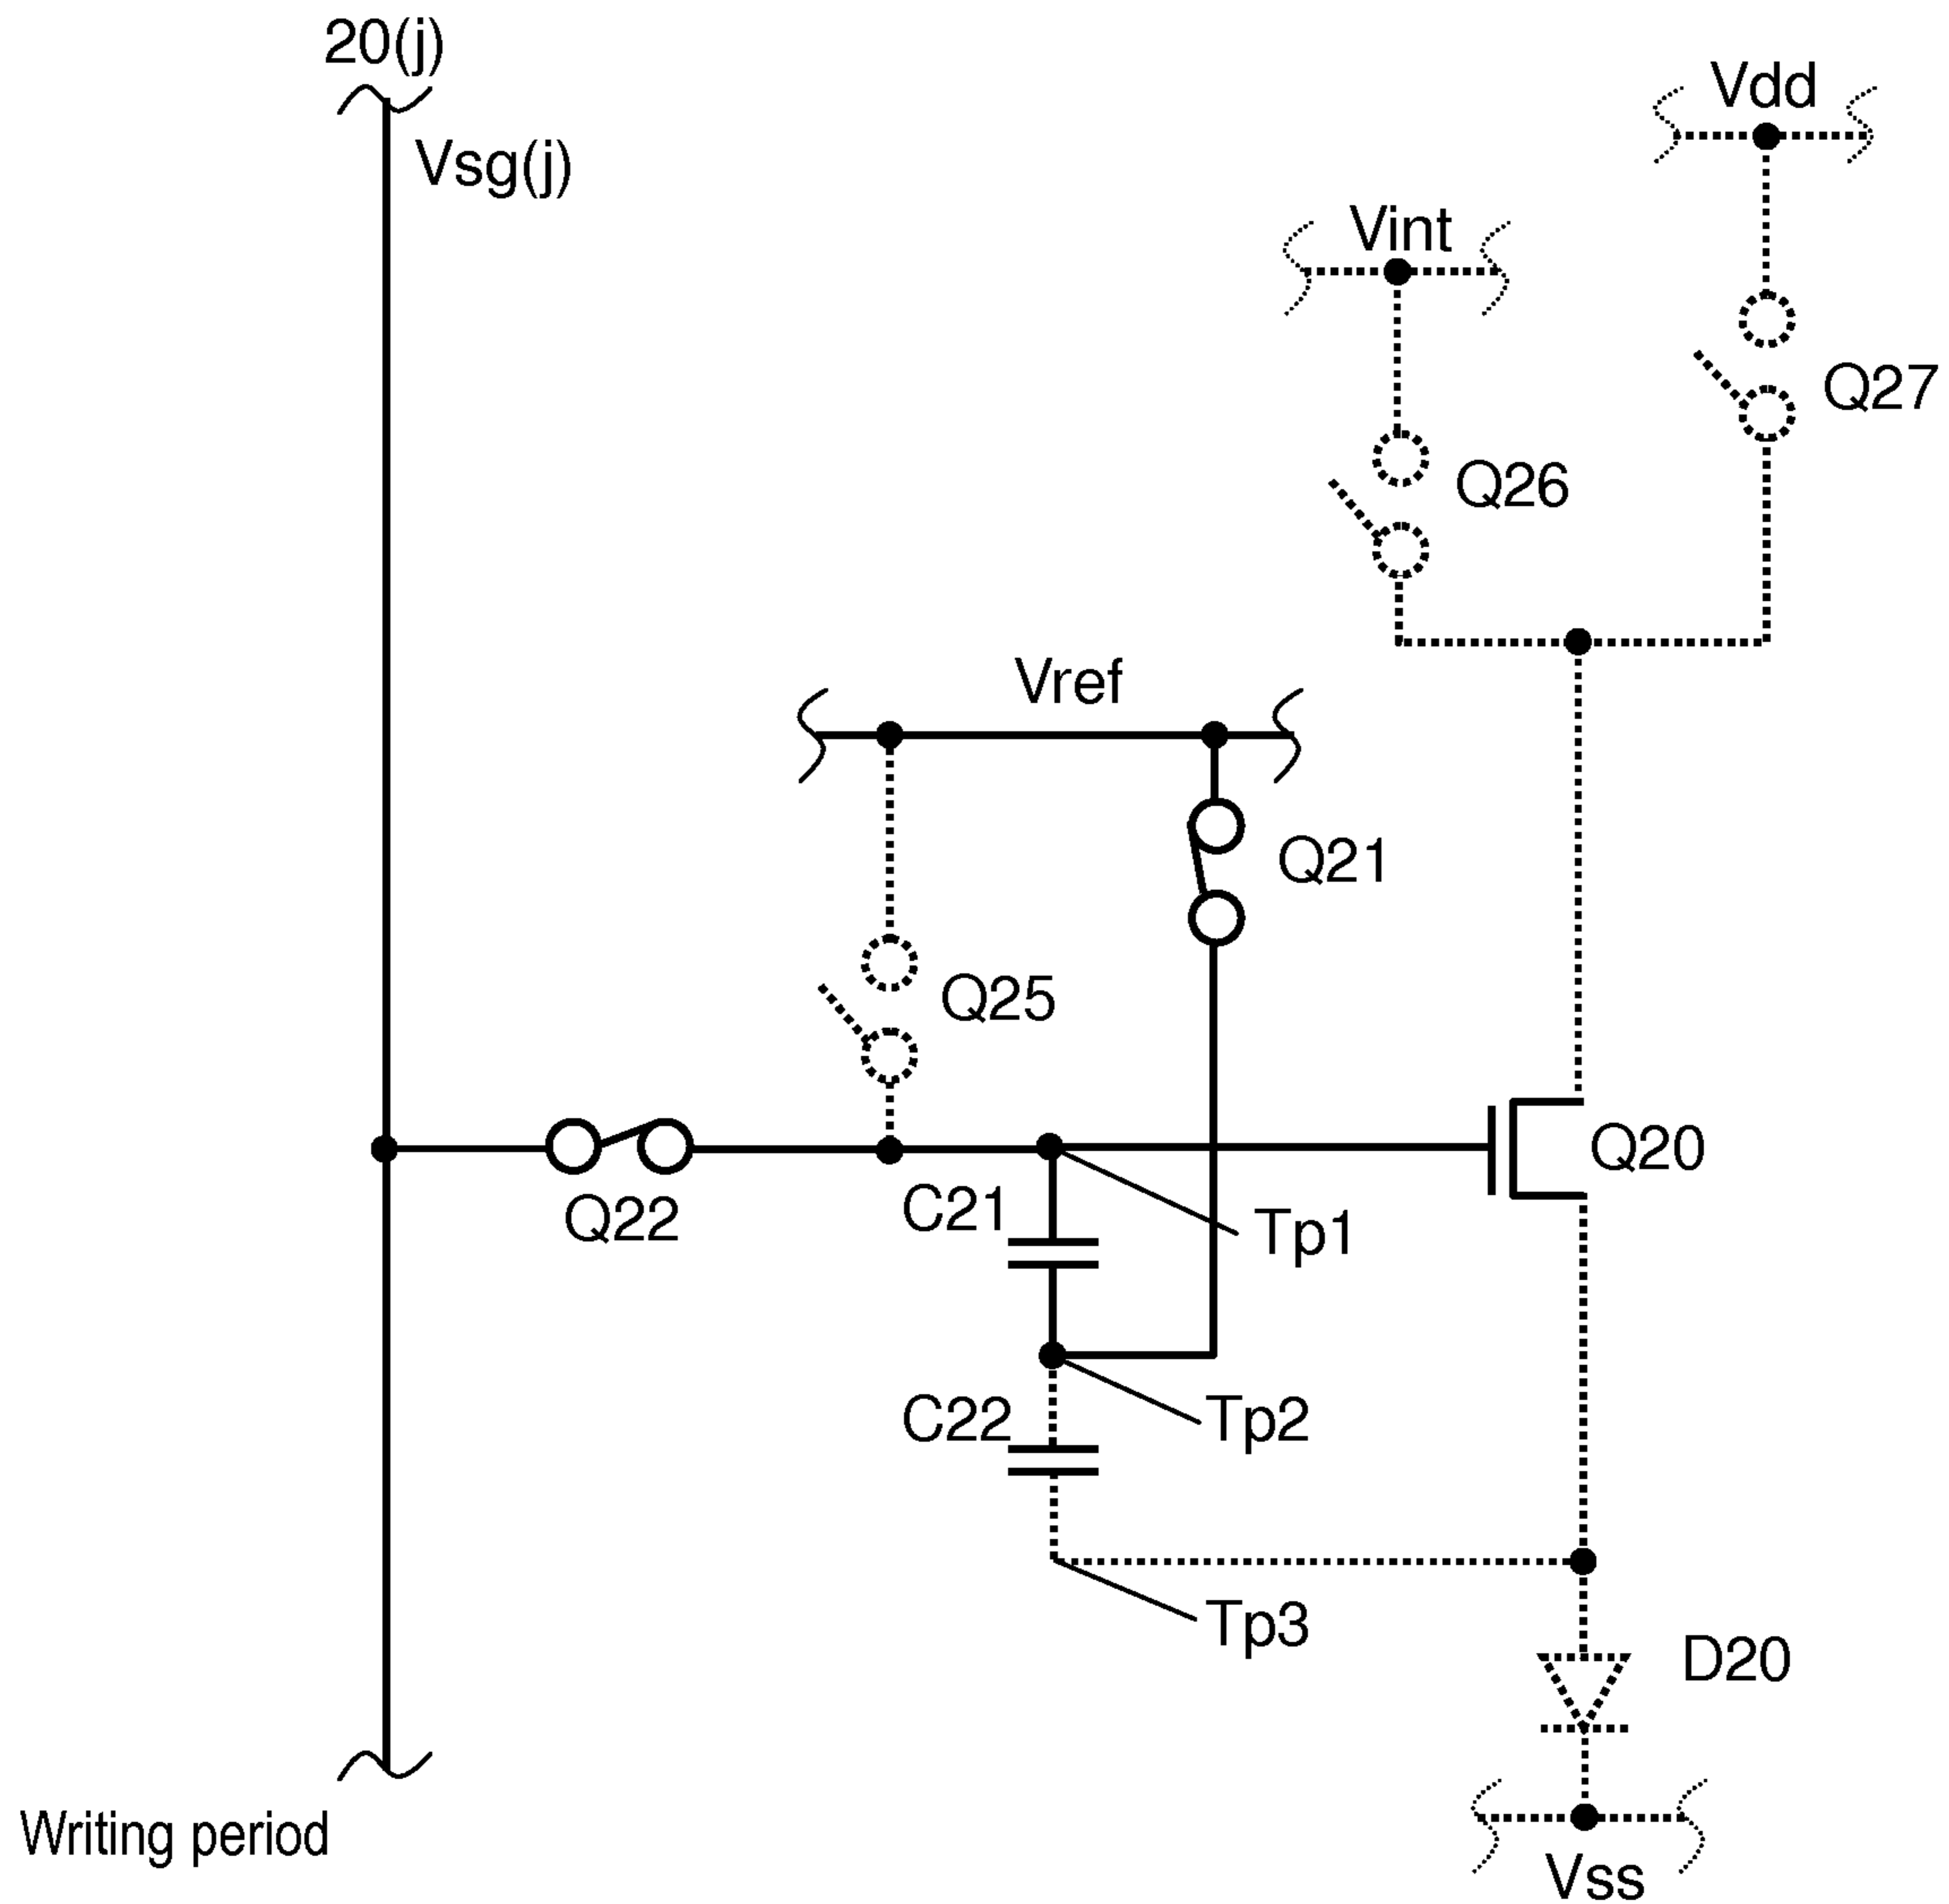 20(j)
Vsg(j)
Vdd
Vint
Q27
Q26
Vref
Q21
Q25
Q20
Q22
C21
Tp1
C22
Tp2
Tp3
D20
Writing period
Vss